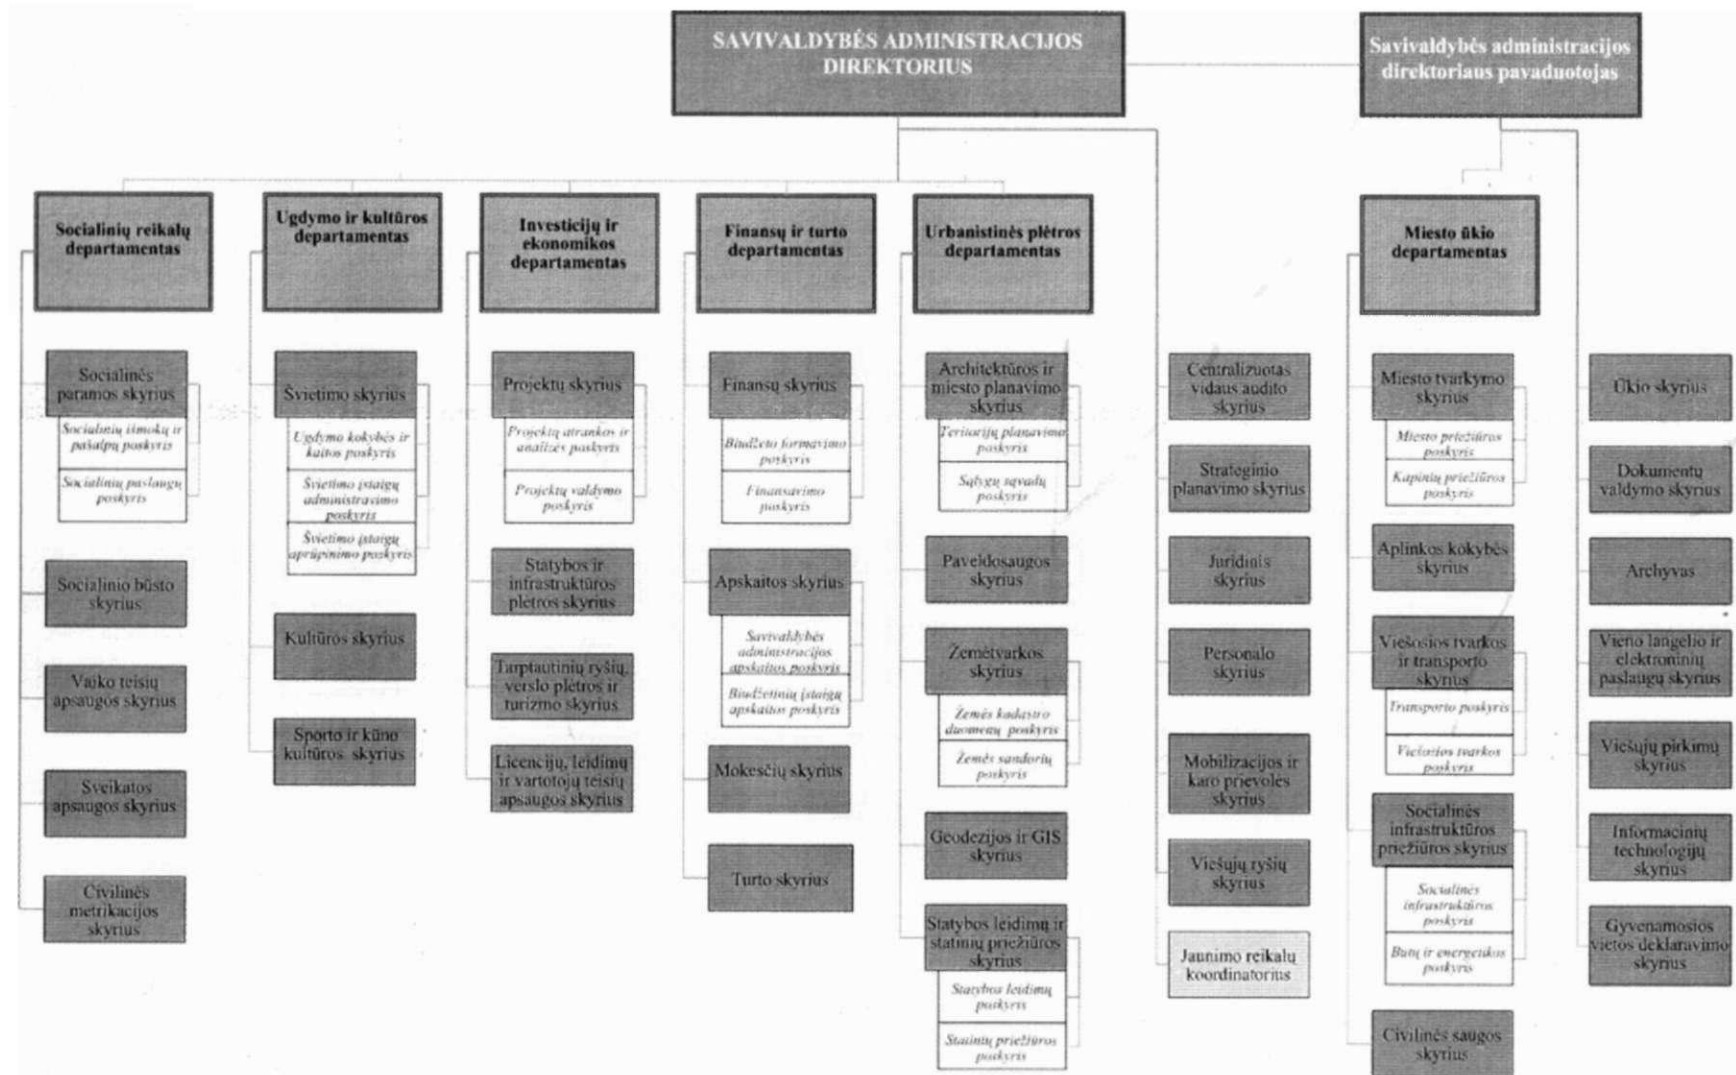 SAVIVALDYBĖS ADMINISTRACIJOS
DIREKTORIUS
Savivaldybės administracijos
direktoriaus pavaduotojas
Socialinių reikalų
departamentas
Socialinės
paramos skyrius
Socialinių išmokų ir
pašalpų poskyris
Socialinių paslaugų
poskyris
Socialinio būsto
skyrius
Vaiko teisių
apsaugos skyrius
Sveikatos
apsaugos skyrius
Civilinės
metrikacijos
skyrius
Ugdymo ir kultūros
departamentas
Švietimo skyrius
Ugdymo kokybės ir
kaitos poskyris
Švietimo įstaigų
administravimo
poskyris
Švietimo įstaigų
aprūpinimo poskyris
Kultūros skyrius
Sporto ir kūno
kultūros skyrius
Investicijų ir
ekonomikos
departamentas
Projektų skyrius
Projektų atrankos ir
analizės poskyris
Projektų valdymo
poskyris
Statybos ir
infrastruktūros
plėtros skyrius
Tarptautinių ryšių,
verslo plėtros ir
turizmo skyrius
Licencijų, leidimų
ir vartotojų teisių
apsaugos skyrius
Finansų ir turto
departamentas
Finansų skyrius
Biudžeto formavimo
poskyris
Finansavimo
poskyris
Apskaitos skyrius
Savivaldybės
administracijos
apskaitos poskyris
Biudžetinių įstaigų
apskaitos poskyris
Mokesčių skyrius
Turto skyrius
Urbanistinės plėtros
departamentas
Architektūros ir
miesto planavimo
skyrius
Teritorijų planavimo
poskyris
Sąlygų sąvadų
poskyris
Paveldosaugos
skyrius
Žemėtvarkos
skyrius
Žemės kadastro
duomenų poskyris
Žemės sandorių
poskyris
Geodezijos ir GIS
skyrius
Statybos leidimų ir
statinių priežiūros
skyrius
Statybos leidimų
poskyris
Statinių priežiūros
poskyris
Centralizuotas
vidaus audito
skyrius
Strateginio
planavimo skyrius
Juridinis
skyrius
Personalo
skyrius
Mobilizacijos ir
karo prievolės
skyrius
Viešųjų ryšių
skyrius
Jaunimo reikalų
koordinatorius
Miesto ūkio
departamentas
Miesto tvarkymo
skyrius
Miesto priežiūros
poskyris
Kapinių priežiūros
poskyris
Aplinkos kokybės
skyrius
Viešosios tvarkos
ir transporto
skyrius
Transporto poskyris
Viešosios tvarkos
poskyris
Socialinės
infrastruktūros
priežiūros skyrius
Socialinės
infrastruktūros
poskyris
Butų ir energetikos
poskyris
Civilinės saugos
skyrius
Ūkio skyrius
Dokumentų
valdymo skyrius
Archyvas
Vieno langelio ir
elektroninių
paslaugų skyrius
Viešųjų pirkimų
skyrius
Informacinių
technologijų
skyrius
Gyvenamosios
vietos deklaravimo
skyrius